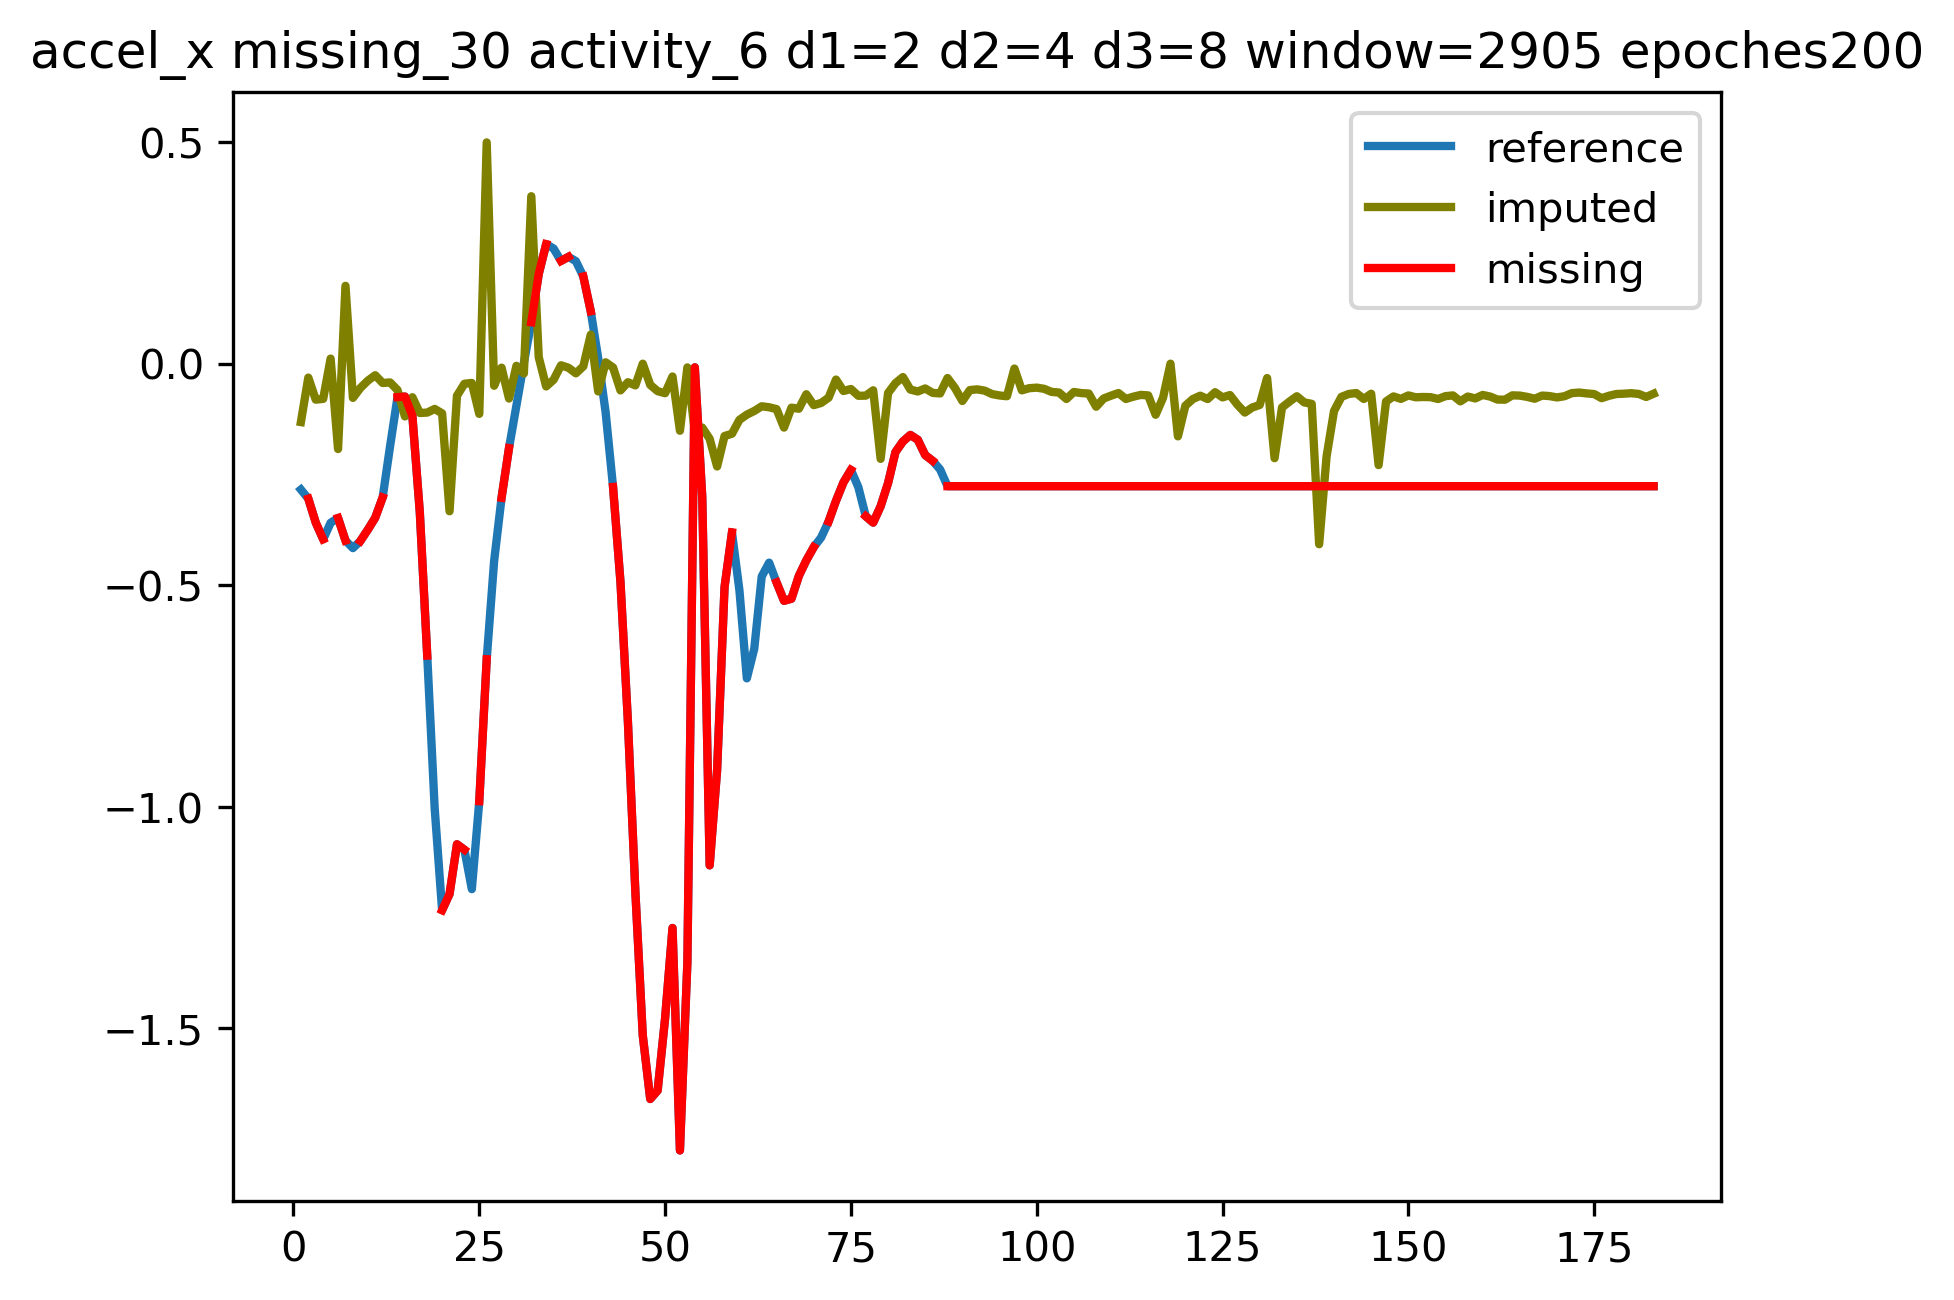 accel_x missing_30 activity_6 d1=2 d2=4 d3=8 window=2905 epoches200
reference
imputed
missing
0.5
0.0
−0.5
−1.0
−1.5
0 25 50 75 100 125 150 175